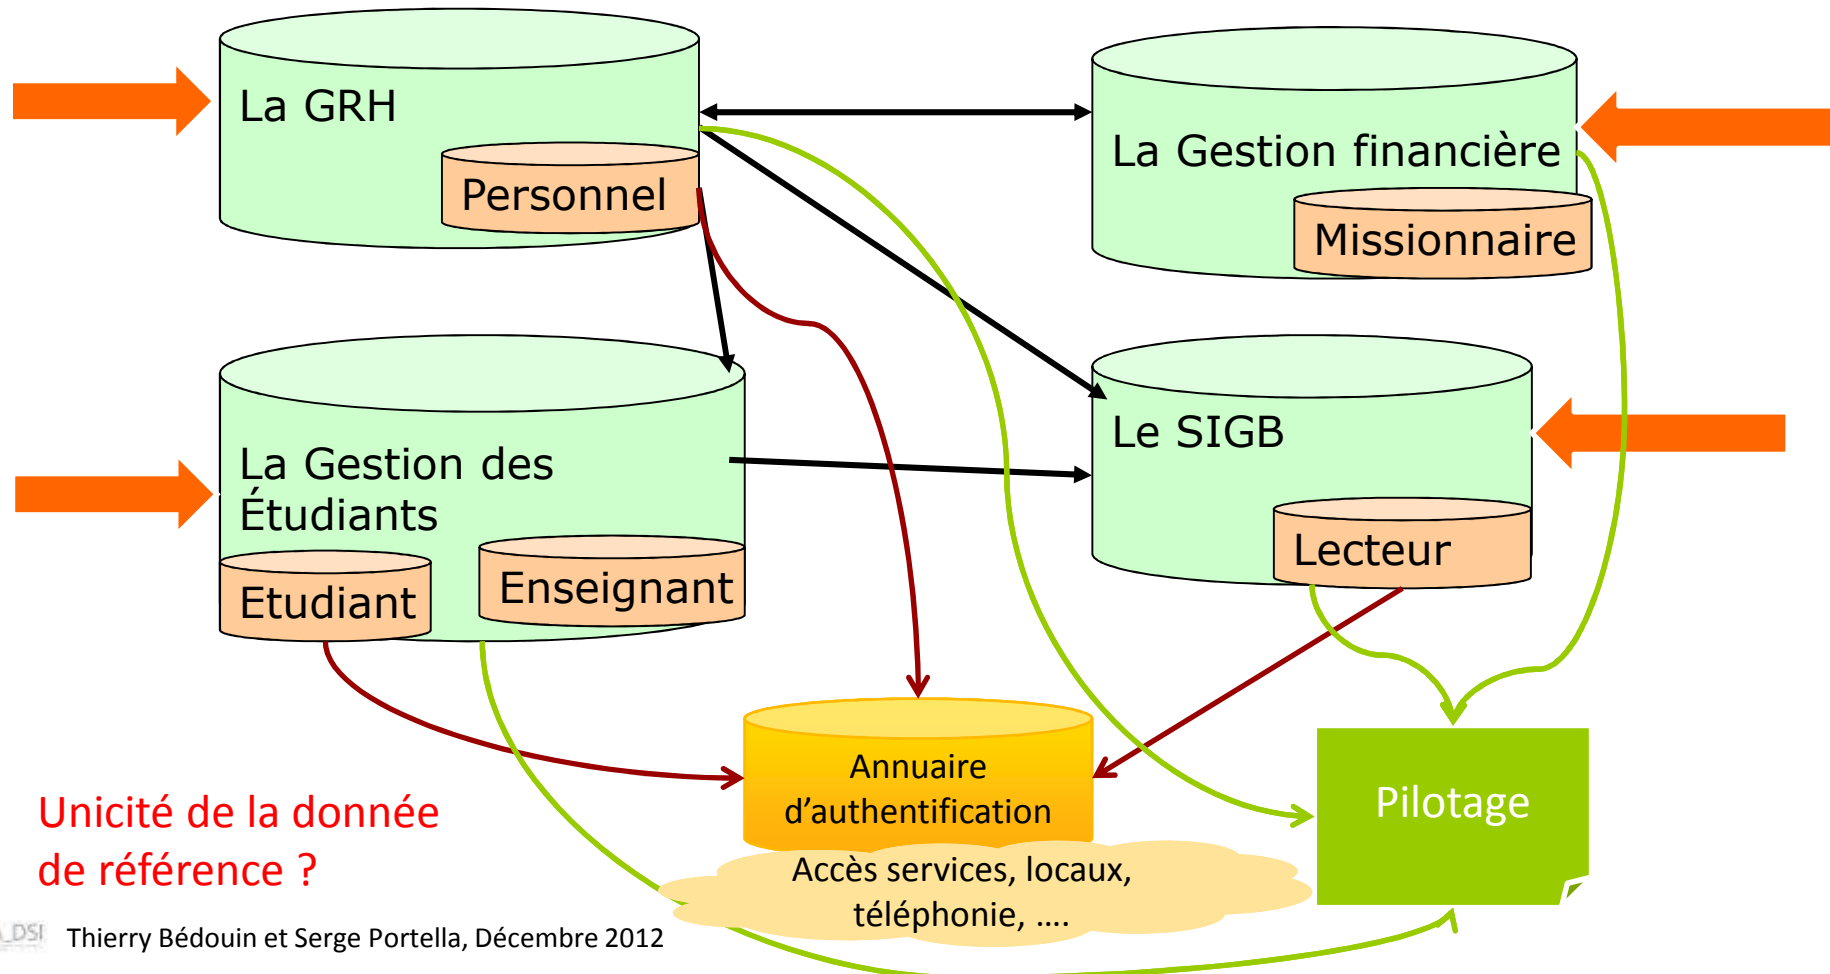 La GRH
Personnel
La Gestion financière
Missionnaire
La Gestion des
Étudiants
Etudiant
Enseignant
Le SIGB
Lecteur
Annuaire
d'authentification
Accès services, locaux,
téléphonie, ....
Pilotage
Unicité de la donnée
de référence ?
_DSI
Thierry Bédouin et Serge Portella, Décembre 2012